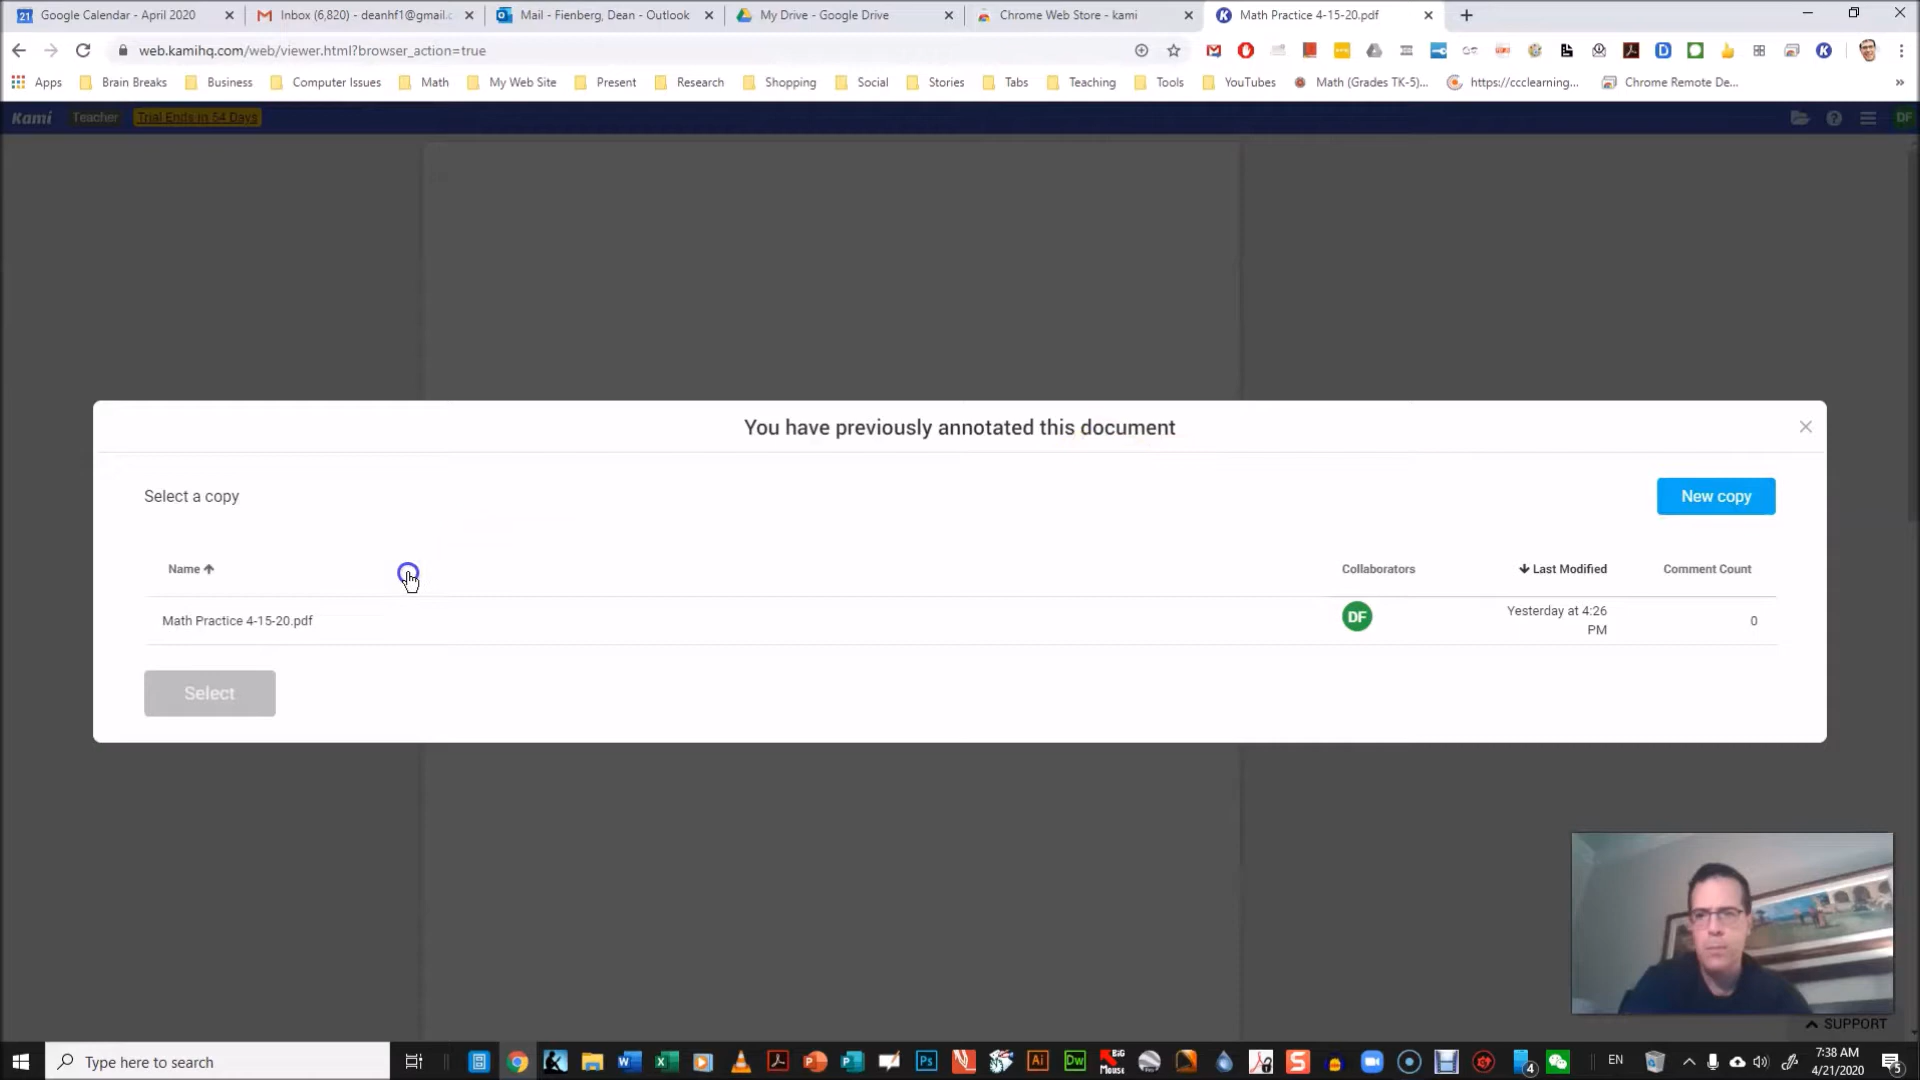 Google Calendar - April 2020
Inbox (6,820) - deanhf1@gmail.c
Mail - Fienberg, Dean - Outlook
My Drive - Google Drive
Chrome Web Store - kami
Math Practice 4-15-20.pdf
web.kamihq.com/web/viewer.html?browser_action=true
Apps
Brain Breaks
Business
Computer Issues
Math
My Web Site
Present
Research
Shopping
Social
Stories
Tabs
Teaching
Tools
YouTubes
Math (Grades TK-5)...
https://ccclearning...
Chrome Remote De...
Kami
Teacher
Trial Ends in 54 Days
DF
You have previously annotated this document
Select a copy
New copy
Name
Collaborators
Last Modified
Comment Count
Math Practice 4-15-20.pdf
DF
Yesterday at 4:26
PM
0
Select
SUPPORT
Type here to search
EN
7:38 AM
4/21/2020